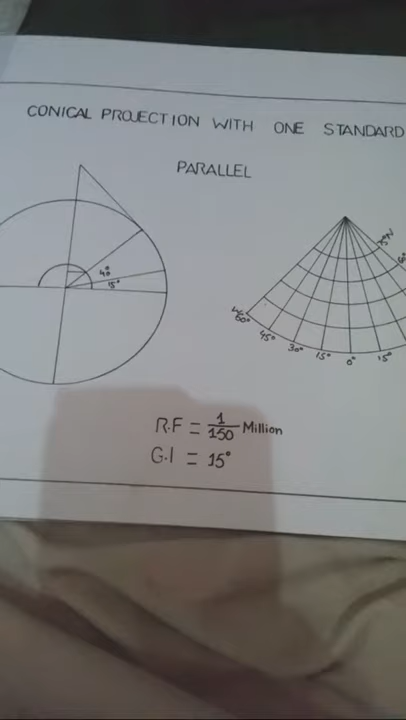 CONICAL PROJECTION WITH ONE STANDARD
PARALLEL
40°
15°
60°
45°
30°
15°
0°
15°
R.F = 1/150 Million
G.I = 15°